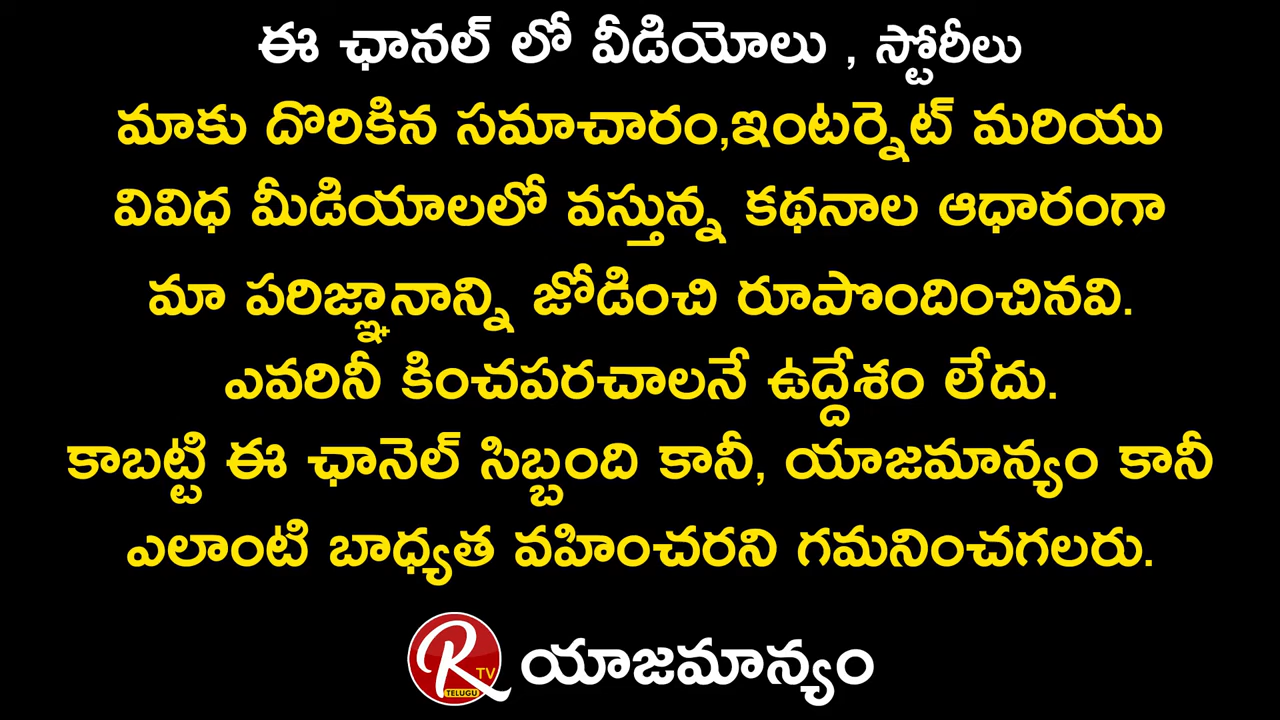 ఈ ఛానల్ లో వీడియోలు , స్టోరీలు
మాకు దొరికిన సమాచారం,ఇంటర్నెట్ మరియు
వివిధ మీడియాలలో వస్తున్న కథనాల ఆధారంగా
మా పరిజ్ఞానాన్ని జోడించి రూపొందించినవి.
ఎవరినీ కించపరచాలనే ఉద్దేశం లేదు.
కాబట్టి ఈ ఛానెల్ సిబ్బంది కానీ, యాజమాన్యం కానీ
ఎలాంటి బాధ్యత వహించరని గమనించగలరు.
R TV TELUGU యాజమాన్యం